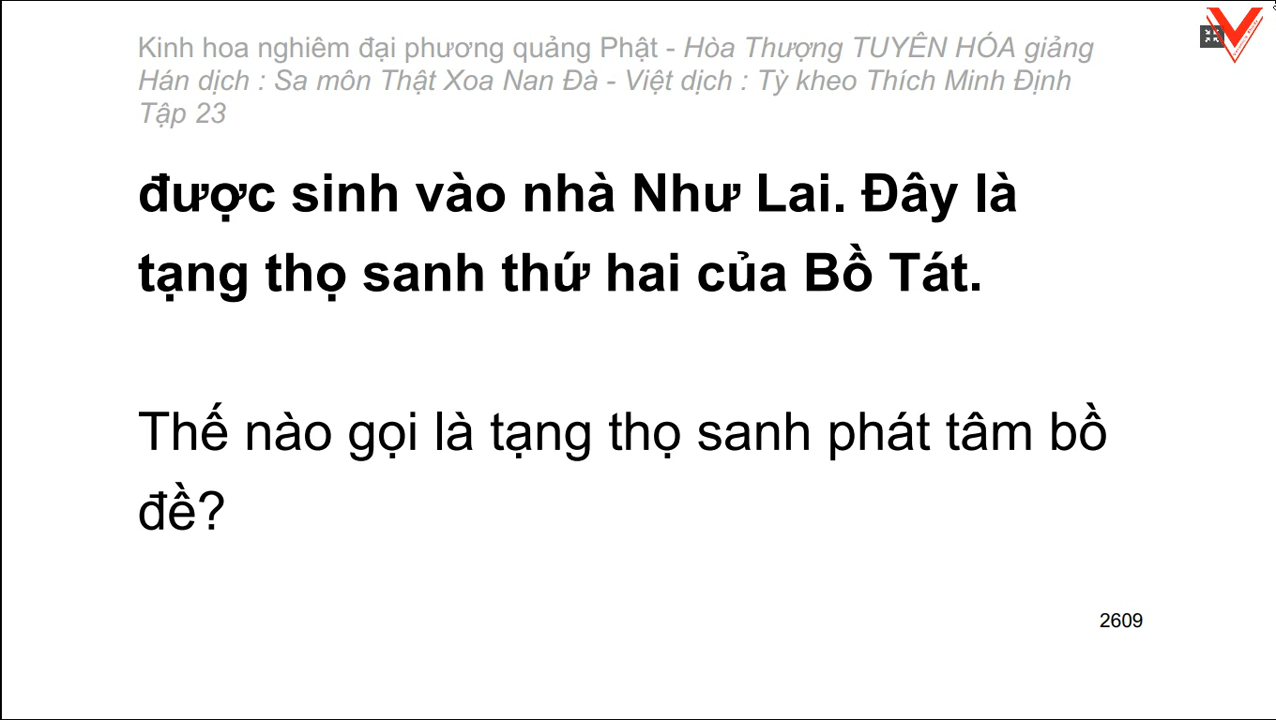 Kinh hoa nghiêm đại phương quảng Phật - Hòa Thượng TUYÊN HÓA giảng
Hán dịch : Sa môn Thật Xoa Nan Đà - Việt dịch : Tỳ kheo Thích Minh Định
Tập 23
được sinh vào nhà Như Lai. Đây là
tạng thọ sanh thứ hai của Bồ Tát.
Thế nào gọi là tạng thọ sanh phát tâm bồ
đề?
2609